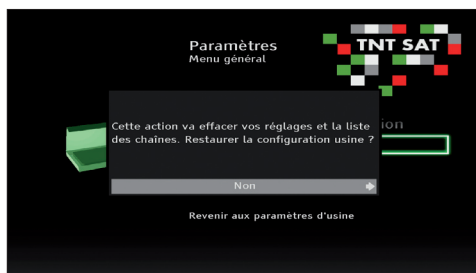 Paramètres
Menu général
TNT SAT
ion
Cette action va effacer vos réglages et la liste
des chaînes. Restaurer la configuration usine ?
Non
Revenir aux paramètres d'usine